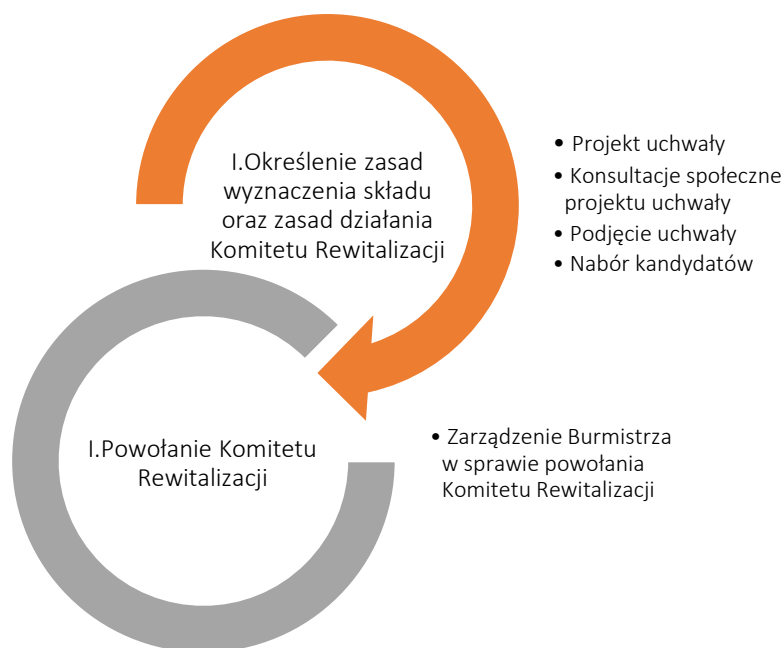 I.Określenie zasad
wyznaczenia składu
oraz zasad działania
Komitetu Rewitalizacji
• Projekt uchwały
• Konsultacje społeczne
projektu uchwały
• Podjęcie uchwały
• Nabór kandydatów
I.Powołanie Komitetu
Rewitalizacji
• Zarządzenie Burmistrza
w sprawie powołania
Komitetu Rewitalizacji